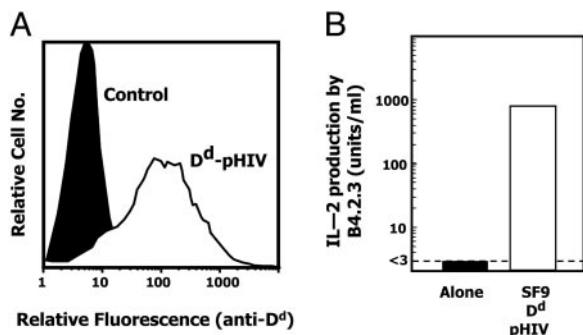 A
Relative Cell No.
Control
Dd-pHIV
1 10 100 1000
Relative Fluorescence (anti-Dd)
B
IL—2 production by
B4.2.3 (units/ml)
1000
100
10
<3
Alone SF9
Dd
pHIV